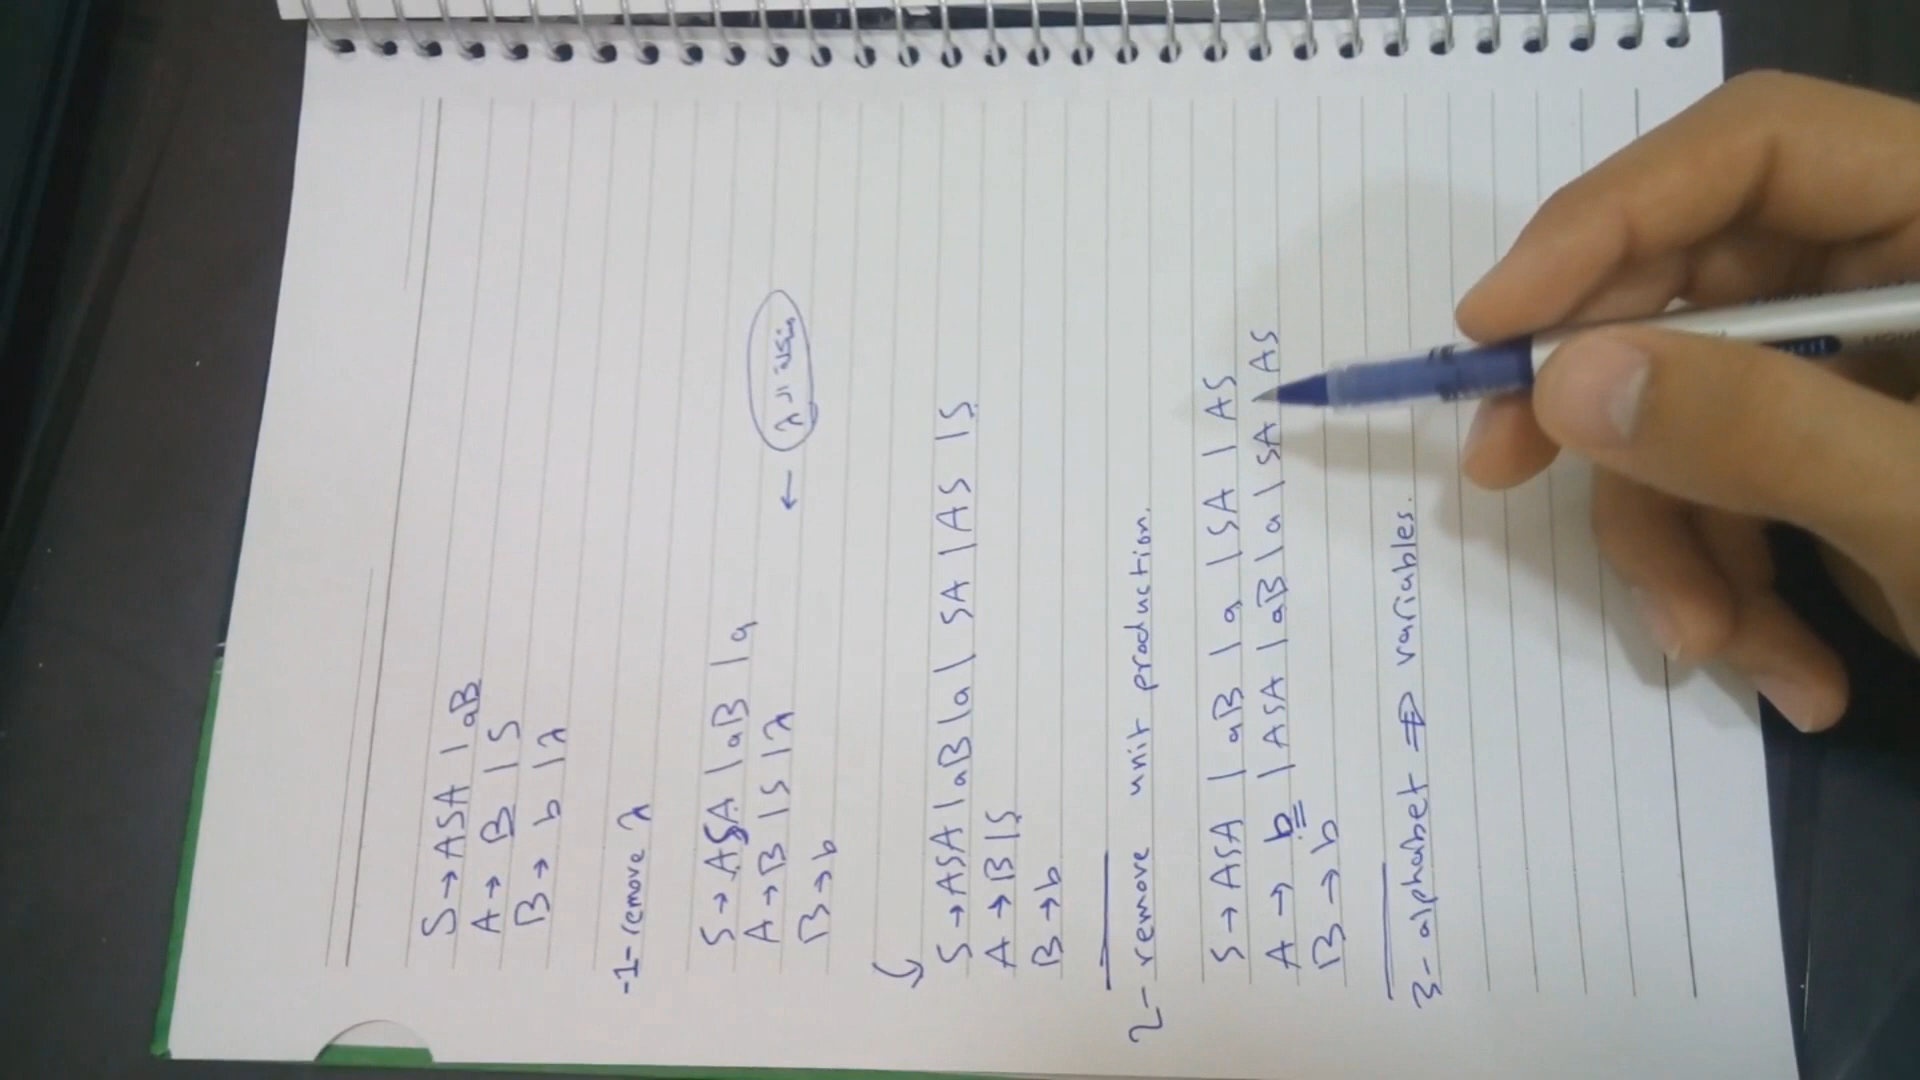 S → ASA | aB
A → B | S
B → b | λ
-1- remove λ
S → ASA | aB | a
A → B | S | λ ←
B → b
S → ASA | aB | a | SA | AS | S
A → B | S
B → b
2- remove unit production.
S → ASA | aB | a | SA | AS
A → b | ASA | aB | a | SA AS
B → b
3- alphabet ⇒ variables.